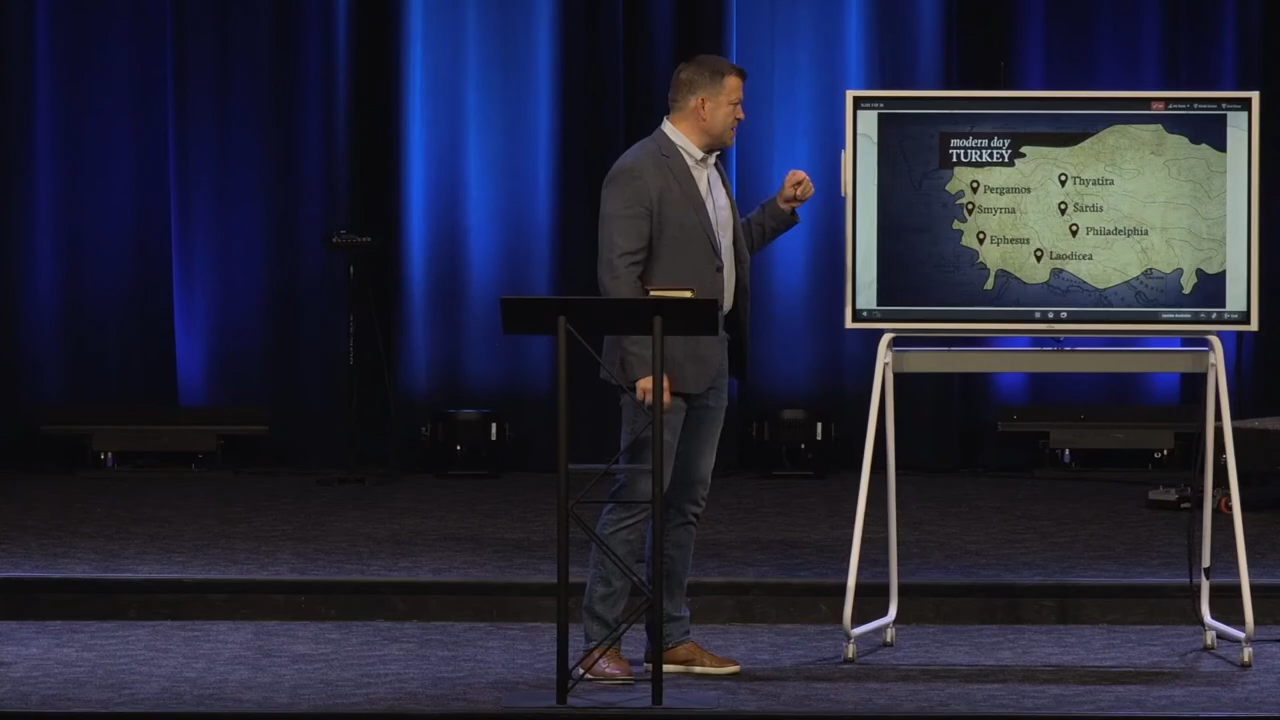 modern day
TURKEY
Pergamos
Thyatira
Smyrna
Sardis
Ephesus
Philadelphia
Laodicea